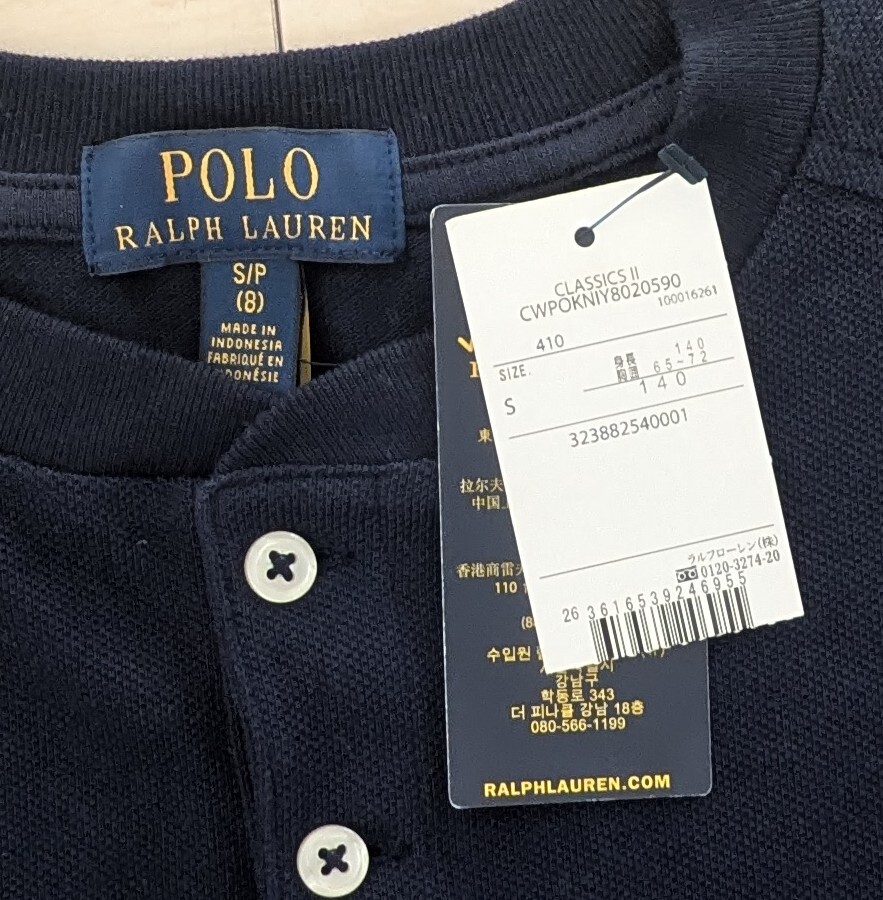 POLO
RALPH LAUREN
S/P
(8)
MADE IN
INDONESIA
FABRIQUÉ EN
DONÉSIE
CLASSICS II
CWPOKNIY8020590
100016261
410
SIZE.
身長 140
胸囲 65-72
S
140
323882540001
ラルフローレン(株)
0120-3274-20
26 3616539246955
東
拉尔夫
中国
香港商雷
110
수입원
강남구
학동로 343
더 피나클 강남 18층
080-566-1199
RALPHLAUREN.COM